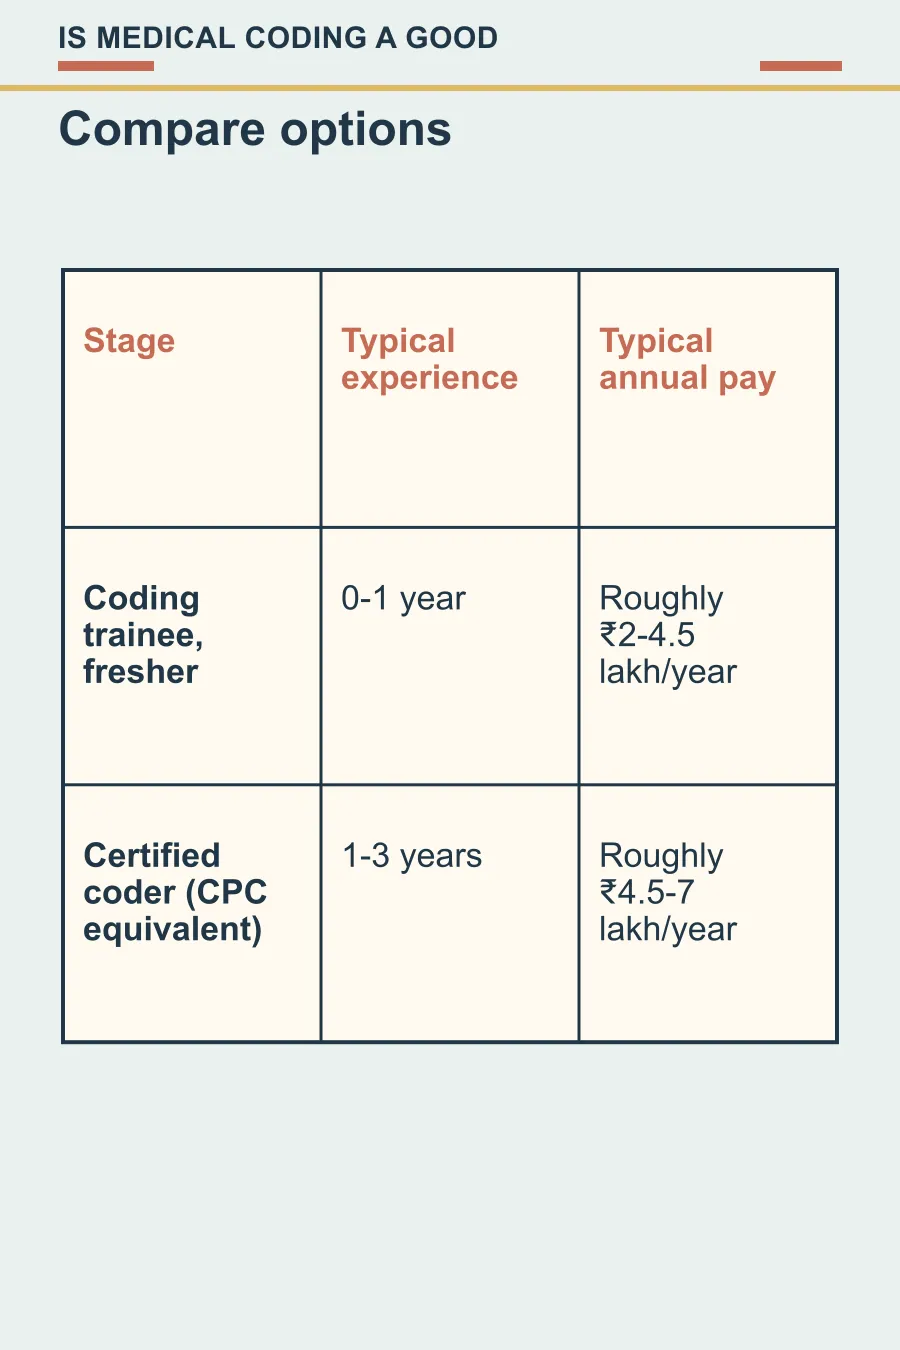 IS MEDICAL CODING A GOOD
Compare options
Stage
Typical
experience
Typical
annual pay
Coding
trainee,
fresher
0-1 year
Roughly
₹2-4.5
lakh/year
Certified
coder (CPC
equivalent)
1-3 years
Roughly
₹4.5-7
lakh/year